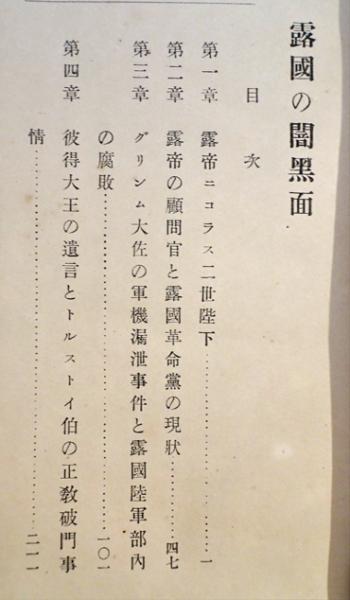 露國の闇黑面
目次
第一章 露帝ニコラス二世陛下……………………一
第二章 露帝の顧問官と露國革命黨の現狀…………四七
第三章 グリンム大佐の軍機漏泄事件と露國陸軍部內
の腐敗……………………一〇一
第四章 彼得大王の遺言とトルストイ伯の正敎破門事
情……………………二一一